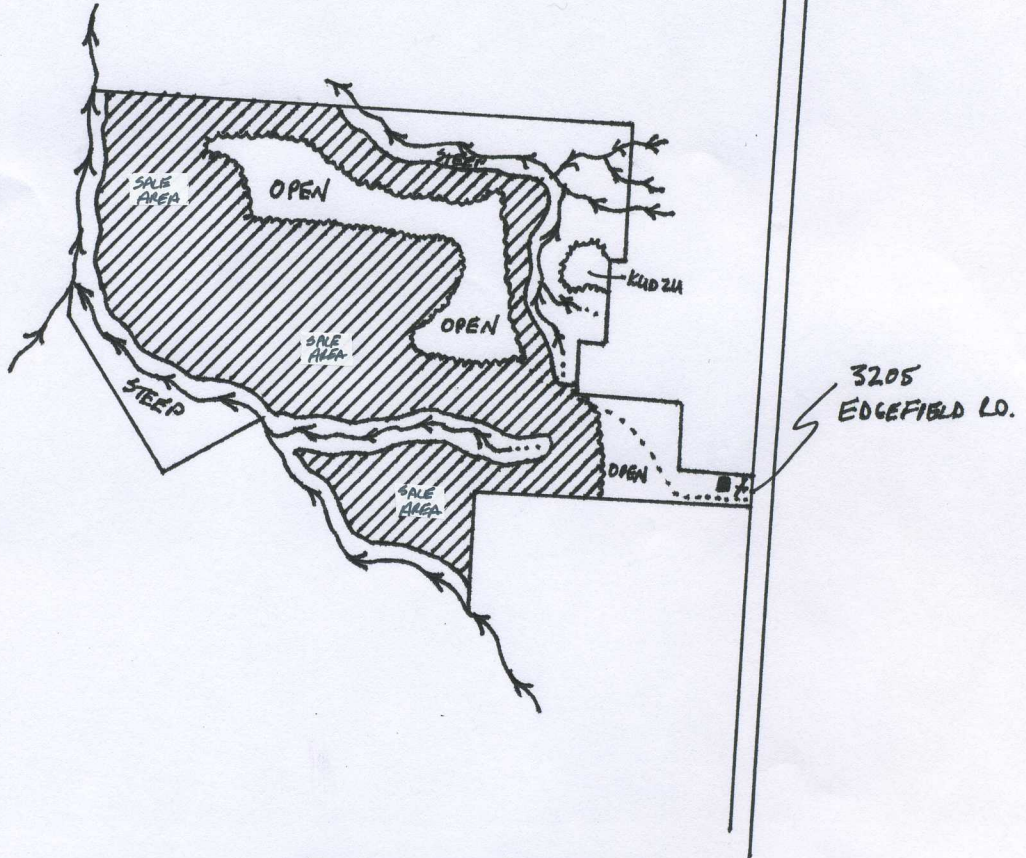 STEEP
SALE
AREA
OPEN
KUDZU
OPEN
SALE
AREA
STEEP
3205
EDGEFIELD RD.
OPEN
SALE
AREA